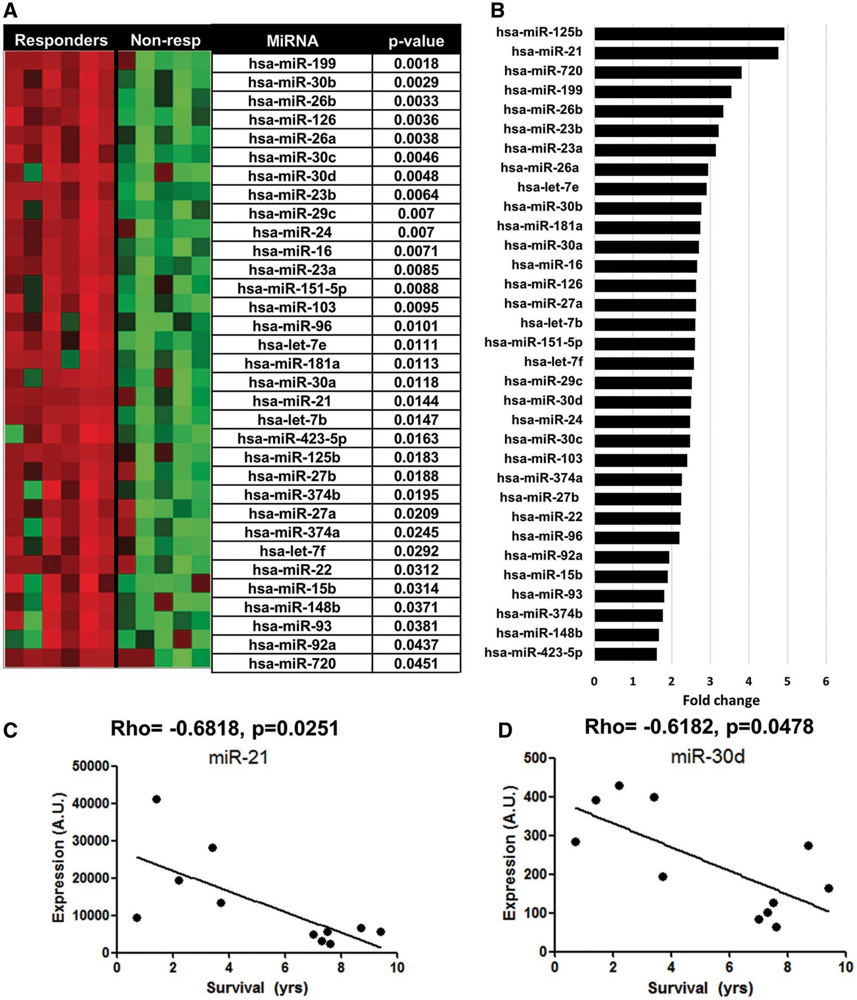 A
Responders Non-resp MiRNA p-value
hsa-miR-199 0.0018
hsa-miR-30b 0.0029
hsa-miR-26b 0.0033
hsa-miR-126 0.0036
hsa-miR-26a 0.0038
hsa-miR-30c 0.0046
hsa-miR-30d 0.0048
hsa-miR-23b 0.0064
hsa-miR-29c 0.007
hsa-miR-24 0.007
hsa-miR-16 0.0071
hsa-miR-23a 0.0085
hsa-miR-151-5p 0.0088
hsa-miR-103 0.0095
hsa-miR-96 0.0101
hsa-let-7e 0.0111
hsa-miR-181a 0.0113
hsa-miR-30a 0.0118
hsa-miR-21 0.0144
hsa-let-7b 0.0147
hsa-miR-423-5p 0.0163
hsa-miR-125b 0.0183
hsa-miR-27b 0.0188
hsa-miR-374b 0.0195
hsa-miR-27a 0.0209
hsa-miR-374a 0.0245
hsa-let-7f 0.0292
hsa-miR-22 0.0312
hsa-miR-15b 0.0314
hsa-miR-148b 0.0371
hsa-miR-93 0.0381
hsa-miR-92a 0.0437
hsa-miR-720 0.0451
B
hsa-miR-125b
hsa-miR-21
hsa-miR-720
hsa-miR-199
hsa-miR-26b
hsa-miR-23b
hsa-miR-23a
hsa-miR-26a
hsa-let-7e
hsa-miR-30b
hsa-miR-181a
hsa-miR-30a
hsa-miR-16
hsa-miR-126
hsa-miR-27a
hsa-let-7b
hsa-miR-151-5p
hsa-let-7f
hsa-miR-29c
hsa-miR-30d
hsa-miR-24
hsa-miR-30c
hsa-miR-103
hsa-miR-374a
hsa-miR-27b
hsa-miR-22
hsa-miR-96
hsa-miR-92a
hsa-miR-15b
hsa-miR-93
hsa-miR-374b
hsa-miR-148b
hsa-miR-423-5p
0 1 2 3 4 5 6
Fold change
C
Rho= -0.6818, p=0.0251
miR-21
Expression (A.U.)
50000
40000
30000
20000
10000
0
0 2 4 6 8 10
Survival (yrs)
D
Rho= -0.6182, p=0.0478
miR-30d
Expression (A.U.)
500
400
300
200
100
0
0 2 4 6 8 10
Survival (yrs)